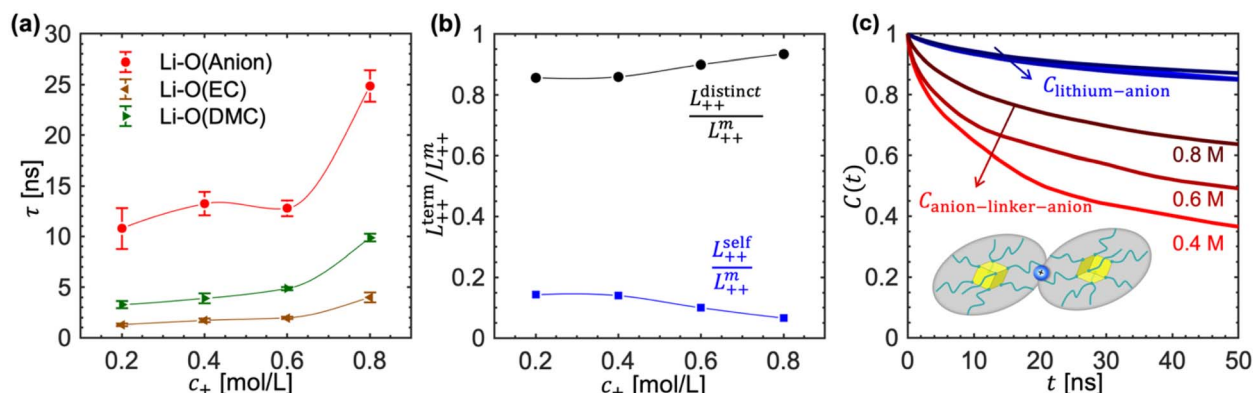 (a)
30
25
20
15
10
5
0
τ [ns]
Li-O(Anion)
Li-O(EC)
Li-O(DMC)
0.2 0.4 0.6 0.8
c₊ [mol/L]
(b)
1
0.8
0.6
0.4
0.2
0
L₊₊^term / L₊₊^m
L₊₊^distinct
L₊₊^m
L₊₊^self
L₊₊^m
0.2 0.4 0.6 0.8
c₊ [mol/L]
(c)
1
0.8
0.6
0.4
0.2
0
C(t)
C_lithium−anion
0.8 M
C_anion−linker−anion
0.6 M
0.4 M
+
0 10 20 30 40 50
t [ns]